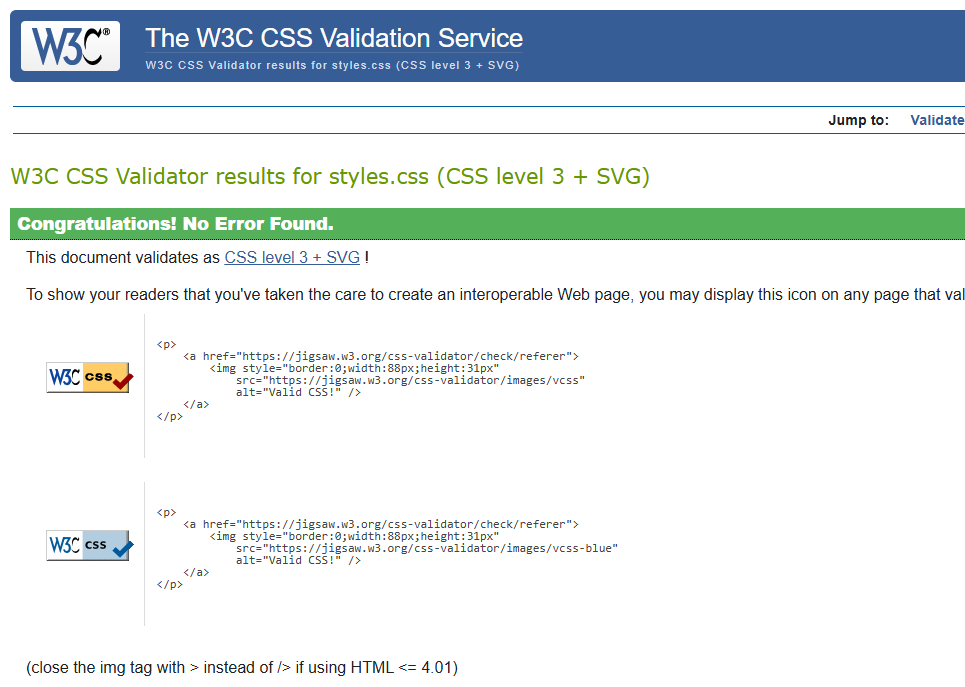 W3C® The W3C CSS Validation Service
W3C CSS Validator results for styles.css (CSS level 3 + SVG)
Jump to: Validate
W3C CSS Validator results for styles.css (CSS level 3 + SVG)
Congratulations! No Error Found.
This document validates as CSS level 3 + SVG !
To show your readers that you've taken the care to create an interoperable Web page, you may display this icon on any page that val
<p>
<a href="https://jigsaw.w3.org/css-validator/check/referer">
<img style="border:0;width:88px;height:31px"
W3C css
src="https://jigsaw.w3.org/css-validator/images/vcss"
alt="Valid CSS!" />
</a>
</p>
<p>
<a href="https://jigsaw.w3.org/css-validator/check/referer">
<img style="border:0;width:88px;height:31px"
W3C css
src="https://jigsaw.w3.org/css-validator/images/vcss-blue"
alt="Valid CSS!" />
</a>
</p>
(close the img tag with > instead of /> if using HTML <= 4.01)